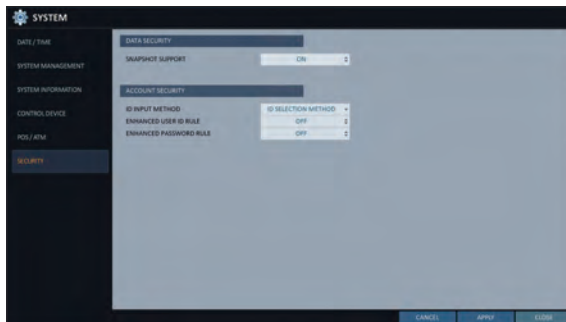 SYSTEM
DATE / TIME
SYSTEM MANAGEMENT
SYSTEM INFORMATION
CONTROL DEVICE
POS / ATM
SECURITY
DATA SECURITY
SNAPSHOT SUPPORT ON
ACCOUNT SECURITY
ID INPUT METHOD ID SELECTION METHOD
ENHANCED USER ID RULE OFF
ENHANCED PASSWORD RULE OFF
CANCEL APPLY CLOSE